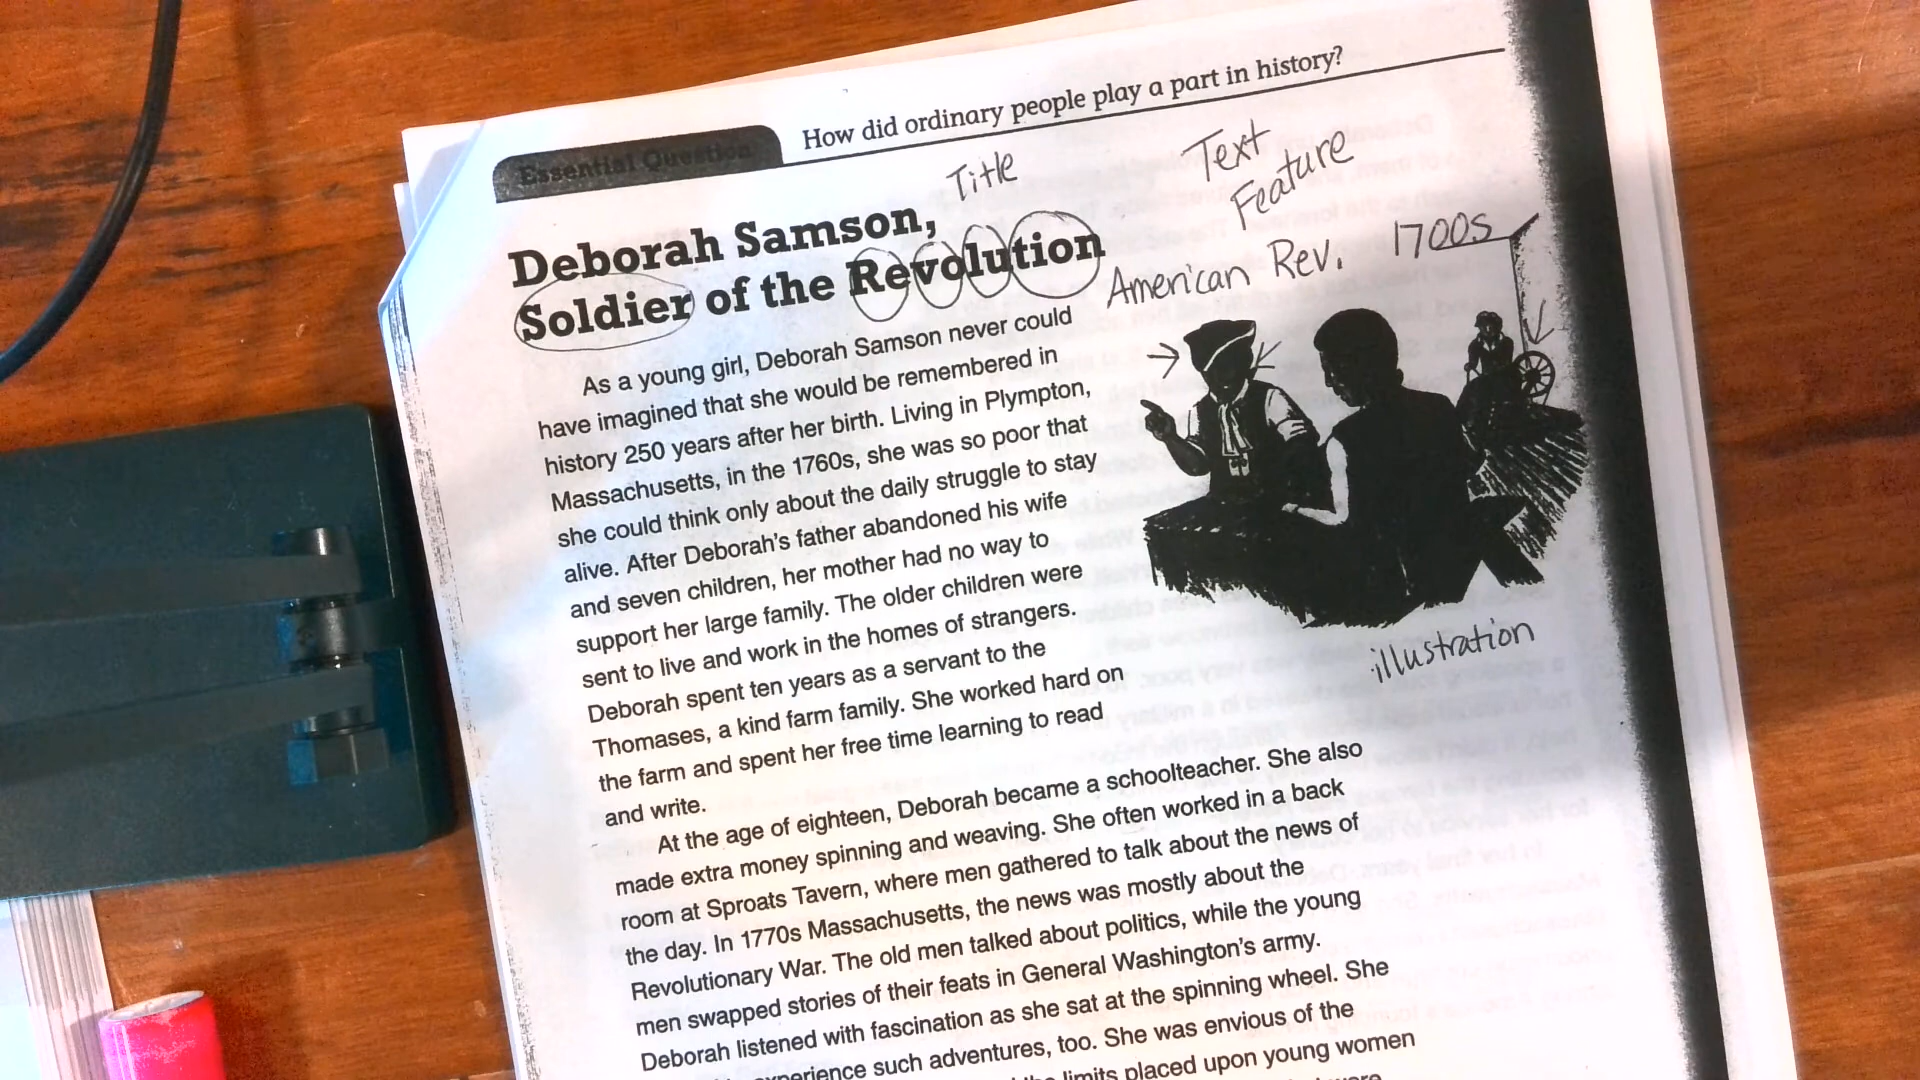 Essential Question
How did ordinary people play a part in history?
Title
Text
Feature
Deborah Samson,
Soldier of the Revolution
American Rev. 1700s
As a young girl, Deborah Samson never could
have imagined that she would be remembered in
history 250 years after her birth. Living in Plympton,
Massachusetts, in the 1760s, she was so poor that
she could think only about the daily struggle to stay
alive. After Deborah's father abandoned his wife
and seven children, her mother had no way to
support her large family. The older children were
sent to live and work in the homes of strangers.
Deborah spent ten years as a servant to the
Thomases, a kind farm family. She worked hard on
the farm and spent her free time learning to read
and write.
illustration
At the age of eighteen, Deborah became a schoolteacher. She also
made extra money spinning and weaving. She often worked in a back
room at Sproats Tavern, where men gathered to talk about the news of
the day. In 1770s Massachusetts, the news was mostly about the
Revolutionary War. The old men talked about politics, while the young
men swapped stories of their feats in General Washington's army.
Deborah listened with fascination as she sat at the spinning wheel. She
experience such adventures, too. She was envious of the
limits placed upon young women